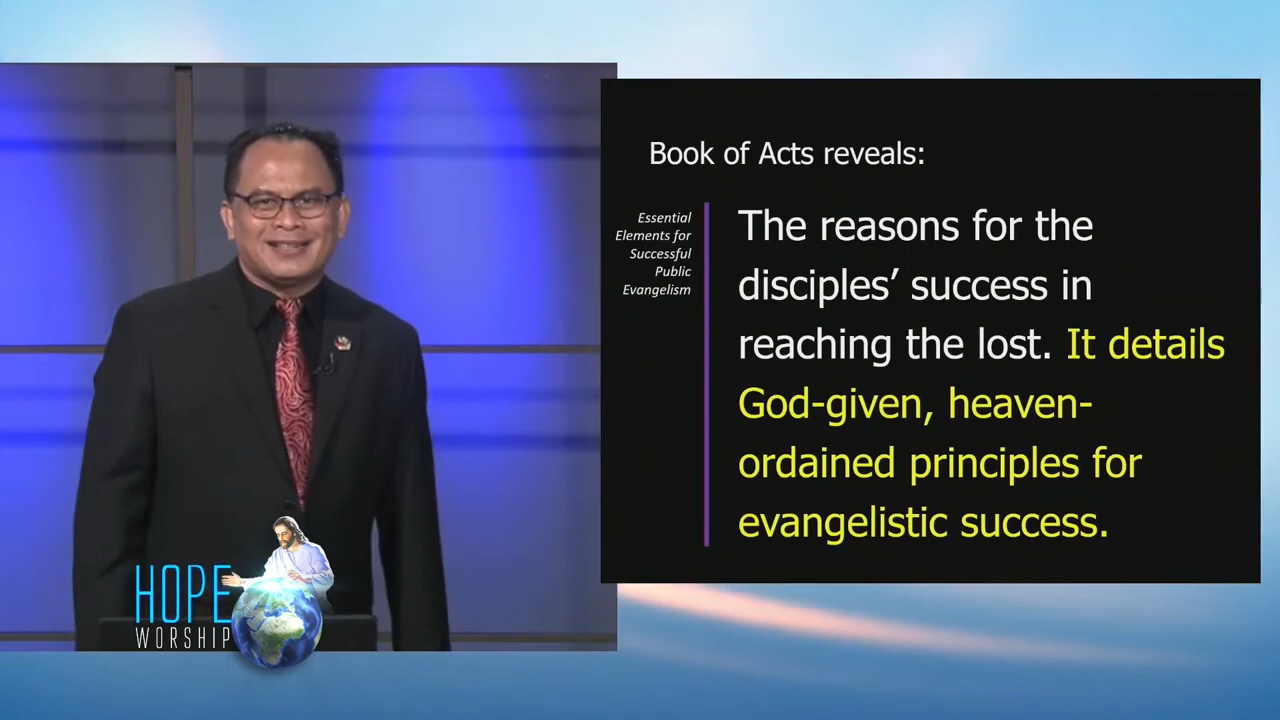 Book of Acts reveals:
Essential
Elements for
Successful
Public
Evangelism
The reasons for the
disciples’ success in
reaching the lost. It details
God-given, heaven-
ordained principles for
evangelistic success.
HOPE
WORSHIP